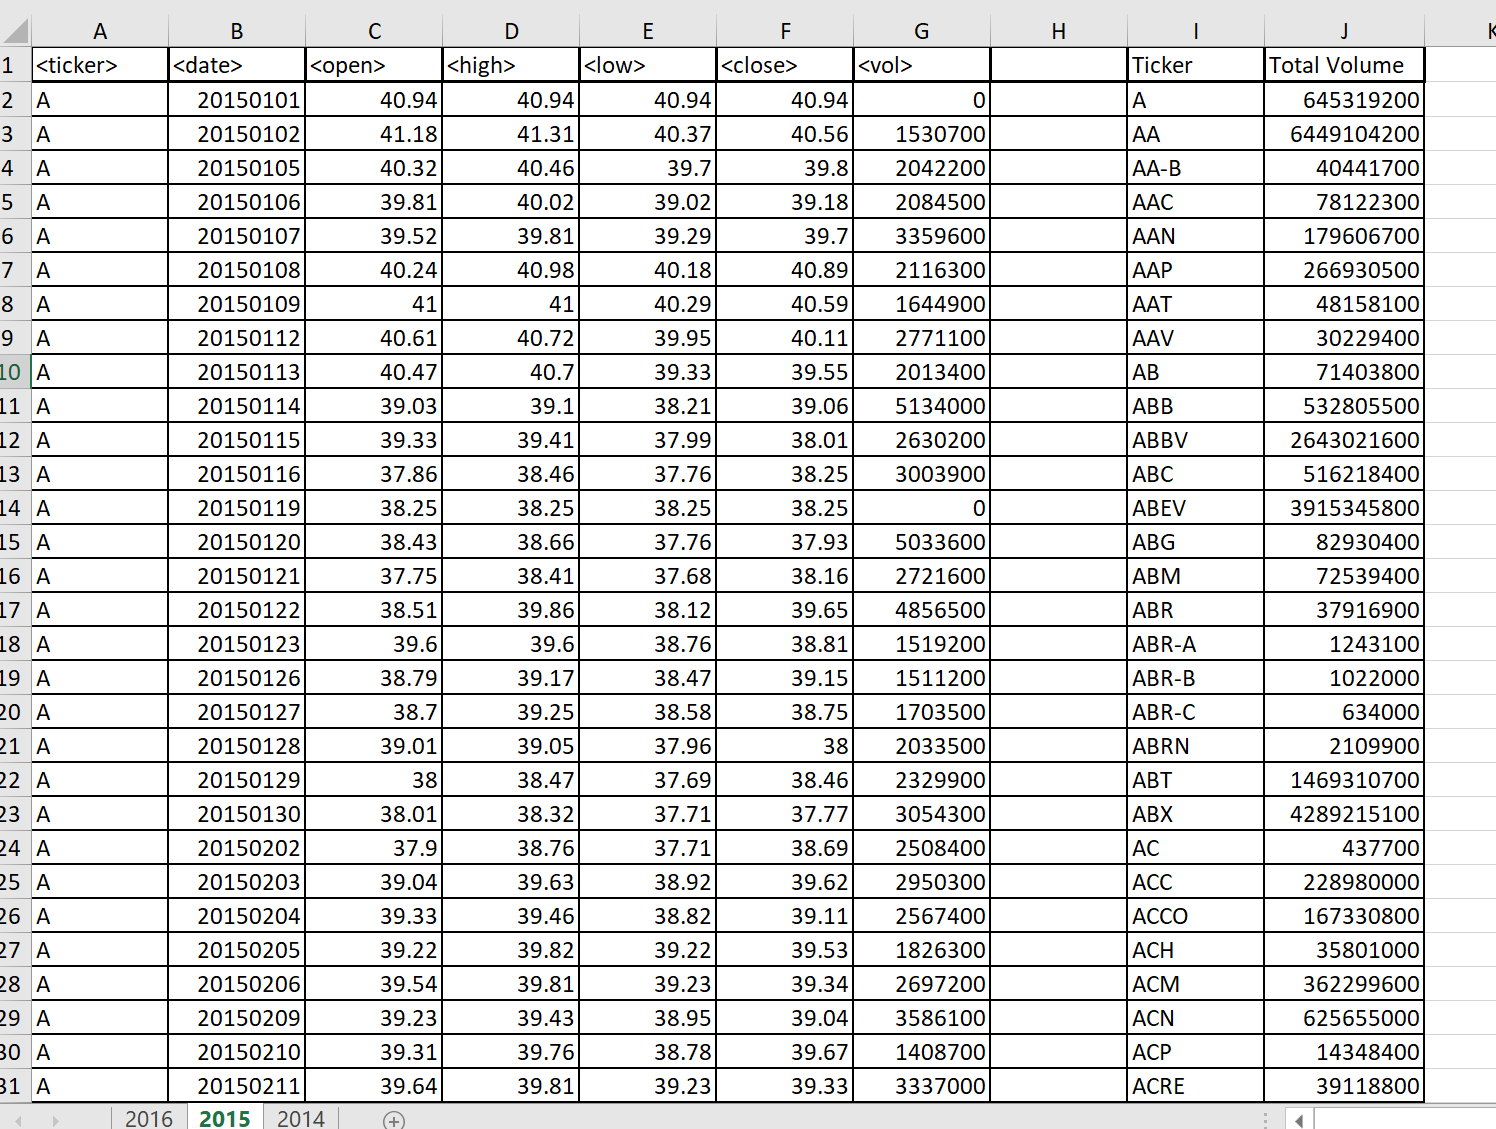 A B C D E F G H I J K
1 <ticker> <date> <open> <high> <low> <close> <vol> Ticker Total Volume
2 A 20150101 40.94 40.94 40.94 40.94 0 A 645319200
3 A 20150102 41.18 41.31 40.37 40.56 1530700 AA 6449104200
4 A 20150105 40.32 40.46 39.7 39.8 2042200 AA-B 40441700
5 A 20150106 39.81 40.02 39.02 39.18 2084500 AAC 78122300
6 A 20150107 39.52 39.81 39.29 39.7 3359600 AAN 179606700
7 A 20150108 40.24 40.98 40.18 40.89 2116300 AAP 266930500
8 A 20150109 41 41 40.29 40.59 1644900 AAT 48158100
9 A 20150112 40.61 40.72 39.95 40.11 2771100 AAV 30229400
10 A 20150113 40.47 40.7 39.33 39.55 2013400 AB 71403800
11 A 20150114 39.03 39.1 38.21 39.06 5134000 ABB 532805500
12 A 20150115 39.33 39.41 37.99 38.01 2630200 ABBV 2643021600
13 A 20150116 37.86 38.46 37.76 38.25 3003900 ABC 516218400
14 A 20150119 38.25 38.25 38.25 38.25 0 ABEV 3915345800
15 A 20150120 38.43 38.66 37.76 37.93 5033600 ABG 82930400
16 A 20150121 37.75 38.41 37.68 38.16 2721600 ABM 72539400
17 A 20150122 38.51 39.86 38.12 39.65 4856500 ABR 37916900
18 A 20150123 39.6 39.6 38.76 38.81 1519200 ABR-A 1243100
19 A 20150126 38.79 39.17 38.47 39.15 1511200 ABR-B 1022000
20 A 20150127 38.7 39.25 38.58 38.75 1703500 ABR-C 634000
21 A 20150128 39.01 39.05 37.96 38 2033500 ABRN 2109900
22 A 20150129 38 38.47 37.69 38.46 2329900 ABT 1469310700
23 A 20150130 38.01 38.32 37.71 37.77 3054300 ABX 4289215100
24 A 20150202 37.9 38.76 37.71 38.69 2508400 AC 437700
25 A 20150203 39.04 39.63 38.92 39.62 2950300 ACC 228980000
26 A 20150204 39.33 39.46 38.82 39.11 2567400 ACCO 167330800
27 A 20150205 39.22 39.82 39.22 39.53 1826300 ACH 35801000
28 A 20150206 39.54 39.81 39.23 39.34 2697200 ACM 362299600
29 A 20150209 39.23 39.43 38.95 39.04 3586100 ACN 625655000
30 A 20150210 39.31 39.76 38.78 39.67 1408700 ACP 14348400
31 A 20150211 39.64 39.81 39.23 39.33 3337000 ACRE 39118800
2016 2015 2014